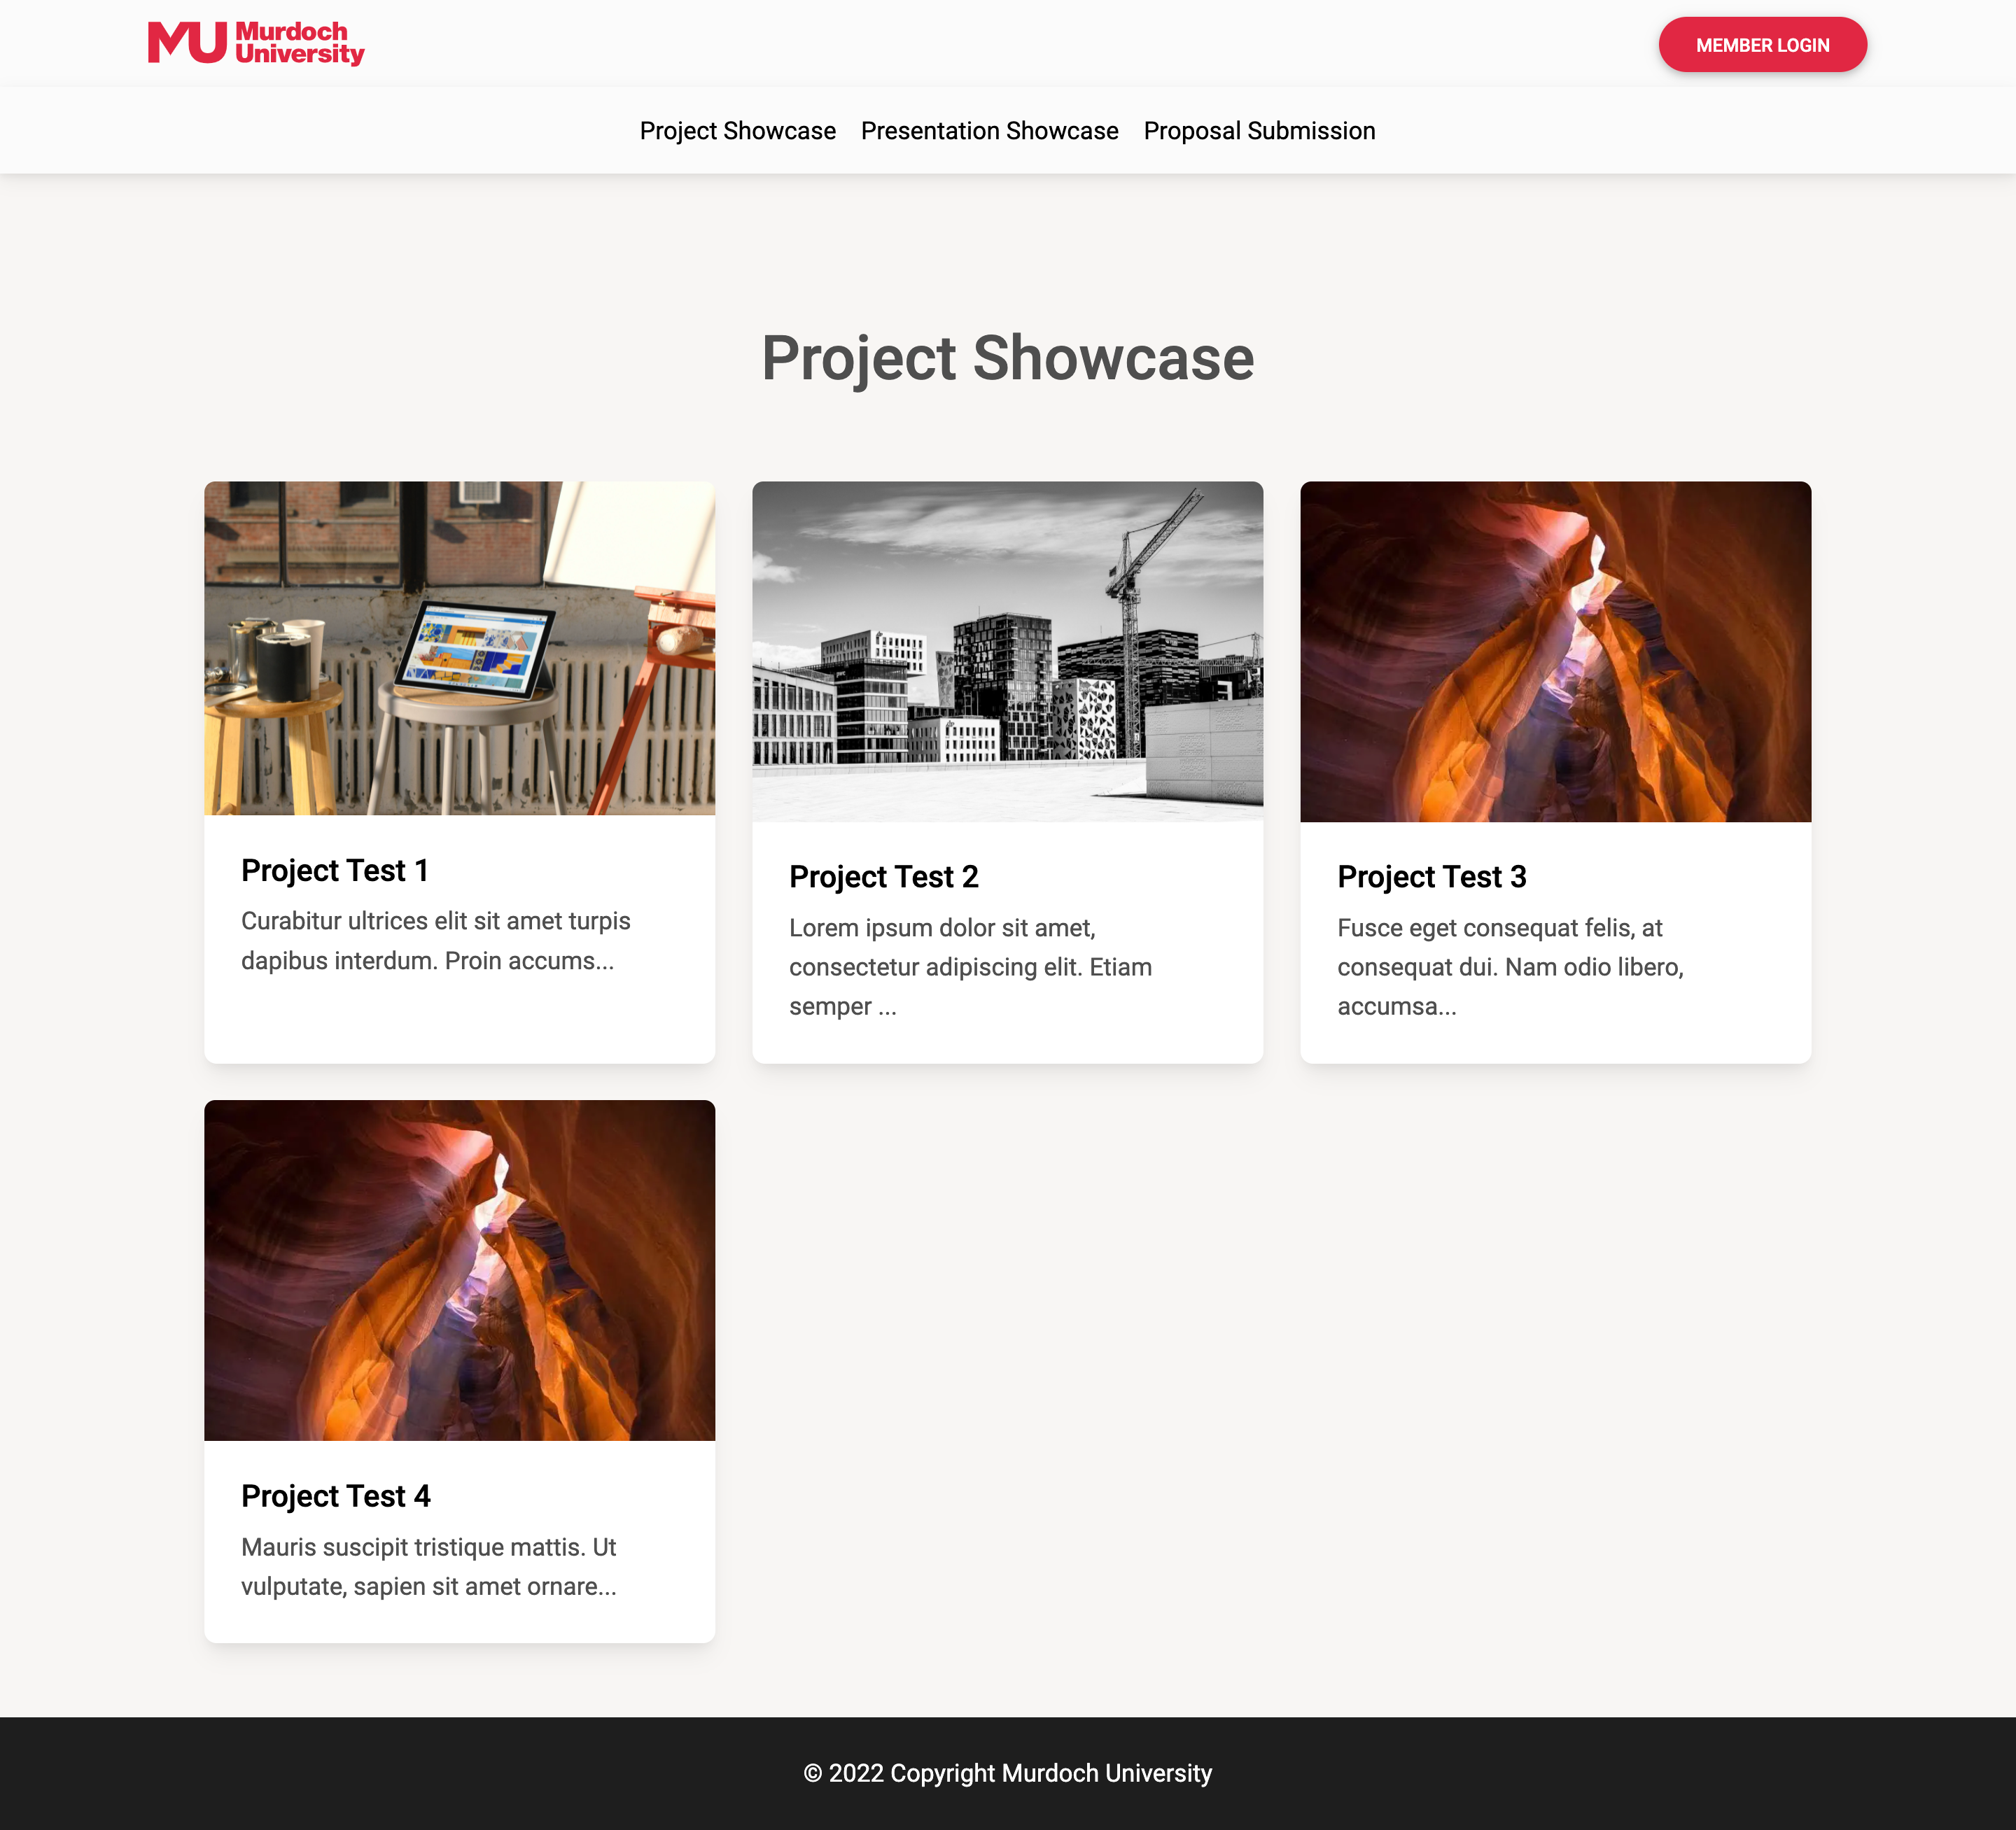 MU Murdoch
University
MEMBER LOGIN
Project Showcase Presentation Showcase Proposal Submission
Project Showcase
Project Test 1
Curabitur ultrices elit sit amet turpis
dapibus interdum. Proin accums...
Project Test 2
Lorem ipsum dolor sit amet,
consectetur adipiscing elit. Etiam
semper ...
Project Test 3
Fusce eget consequat felis, at
consequat dui. Nam odio libero,
accumsa...
Project Test 4
Mauris suscipit tristique mattis. Ut
vulputate, sapien sit amet ornare...
© 2022 Copyright Murdoch University